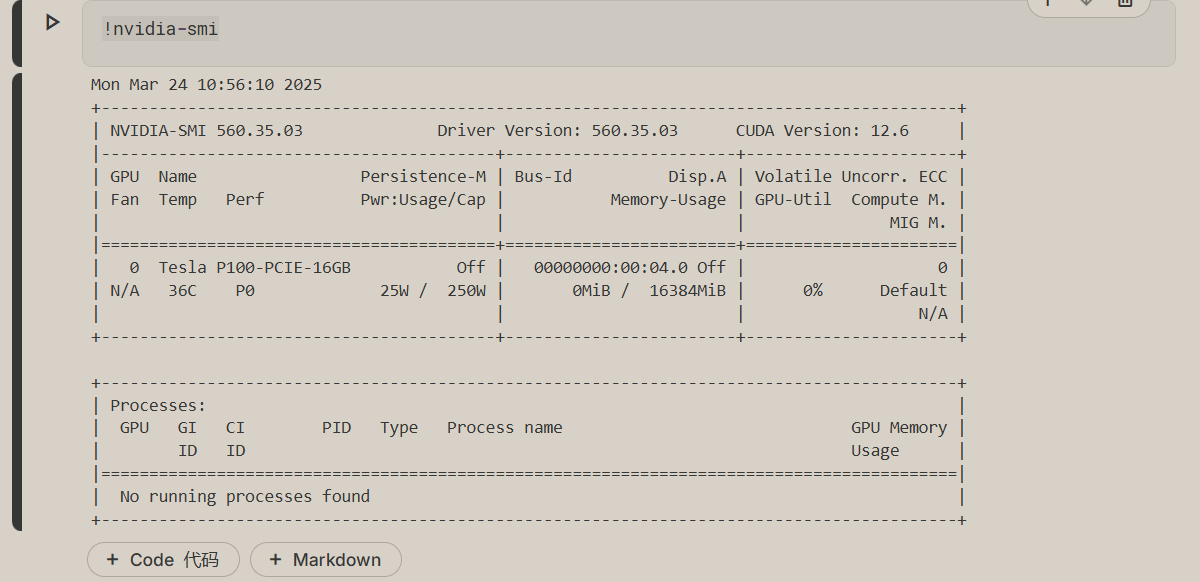 !nvidia-smi
Mon Mar 24 10:56:10 2025
+-----------------------------------------------------------------------------------------+
| NVIDIA-SMI 560.35.03              Driver Version: 560.35.03      CUDA Version: 12.6     |
|-----------------------------------------+------------------------+----------------------+
| GPU  Name                 Persistence-M | Bus-Id          Disp.A | Volatile Uncorr. ECC |
| Fan  Temp   Perf          Pwr:Usage/Cap |           Memory-Usage | GPU-Util  Compute M. |
|                                         |                        |               MIG M. |
|=========================================+========================+======================|
|   0  Tesla P100-PCIE-16GB           Off |   00000000:00:04.0 Off |                    0 |
| N/A   36C    P0             25W /  250W |       0MiB /  16384MiB |      0%      Default |
|                                         |                        |                  N/A |
+-----------------------------------------+------------------------+----------------------+
+-----------------------------------------------------------------------------------------+
| Processes:                                                                              |
|  GPU   GI   CI        PID   Type   Process name                              GPU Memory |
|        ID   ID                                                               Usage      |
|=========================================================================================|
|  No running processes found                                                             |
+-----------------------------------------------------------------------------------------+
+ Code 代码 + Markdown